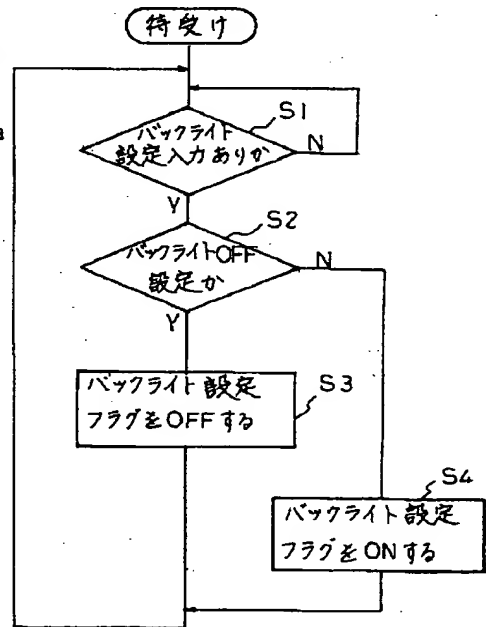 待受け
S1
バックライト
設定入力ありか
N
Y
S2
バックライトOFF
設定か
N
Y
バックライト設定
フラグをOFFする
S3
S4
バックライト設定
フラグをONする